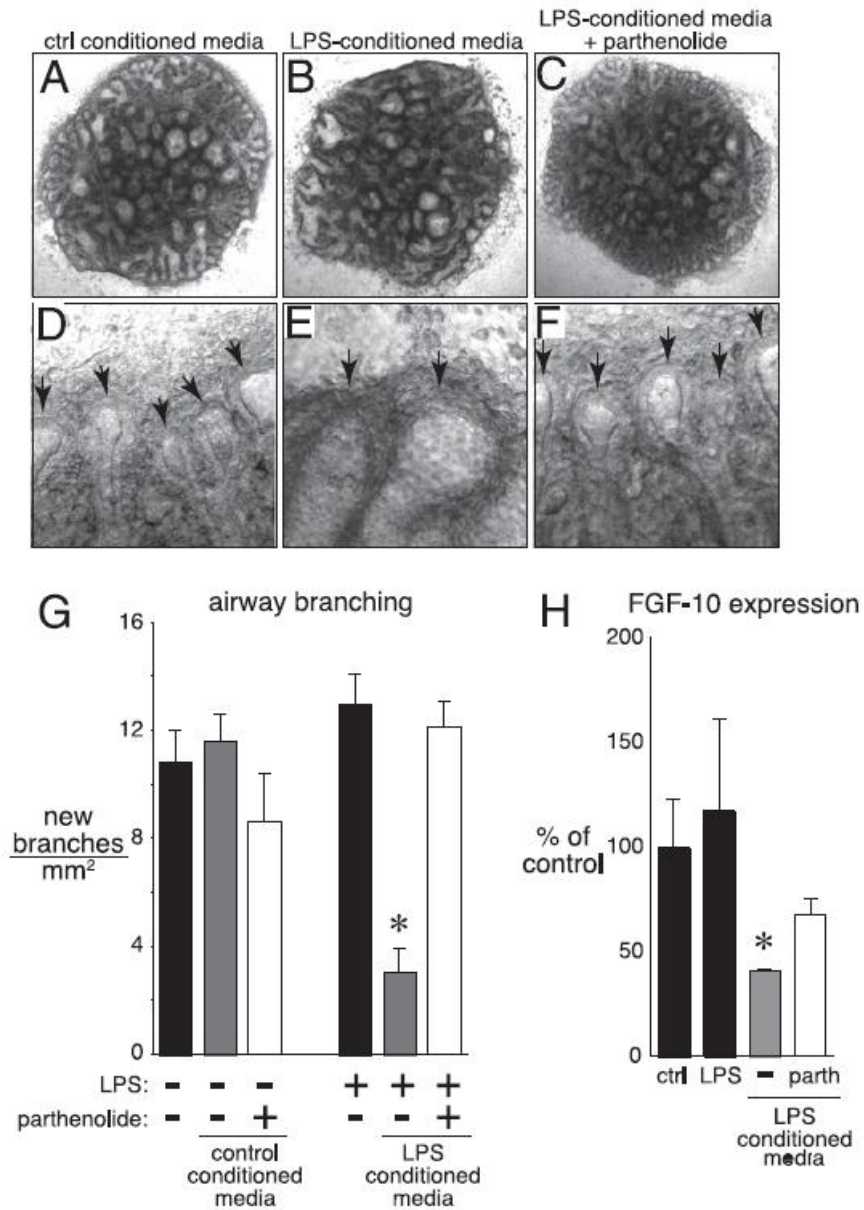 ctrl conditioned media
LPS-conditioned media
LPS-conditioned media
+ parthenolide
A
B
C
D
E
F
G
airway branching
16
12
8
4
0
new
branches
mm2
*
LPS: - - - + + +
parthenolide: - - + - - +
control
conditioned
media
LPS
conditioned
media
H
FGF-10 expression
200
150
100
50
0
% of
control
*
ctrl LPS - parth
LPS
conditioned
media